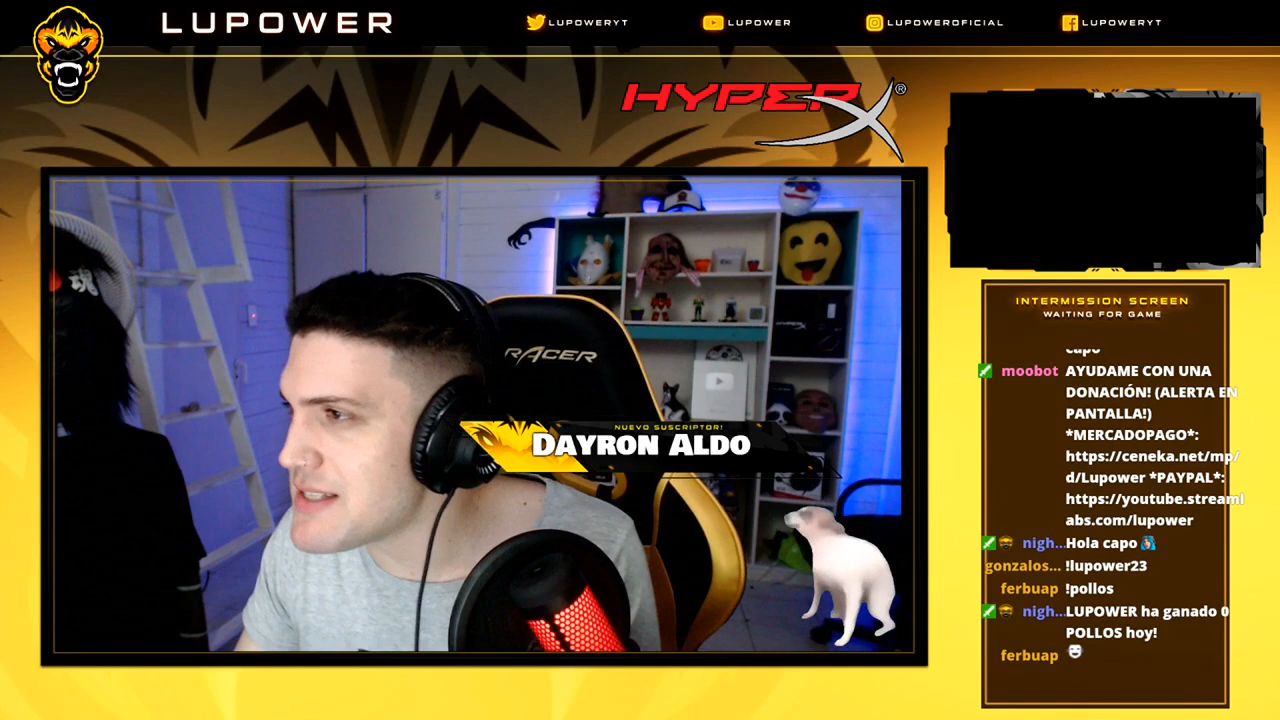 LUPOWER
LUPOWERYT
LUPOWER
LUPOWEROFICIAL
LUPOWERYT
HYPERX®
魂
RACER
HYPERX
NUEVO SUSCRIPTOR!
DAYRON ALDO
INTERMISSION SCREEN
WAITING FOR GAME
capo
moobot AYUDAME CON UNA
DONACIÓN! (ALERTA EN
PANTALLA!)
*MERCADOPAGO*:
https://ceneka.net/mp/
d/Lupower *PAYPAL*:
https://youtube.streaml
abs.com/lupower
nigh... Hola capo
gonzalos... !lupower23
ferbuap !pollos
nigh... LUPOWER ha ganado 0
POLLOS hoy!
ferbuap